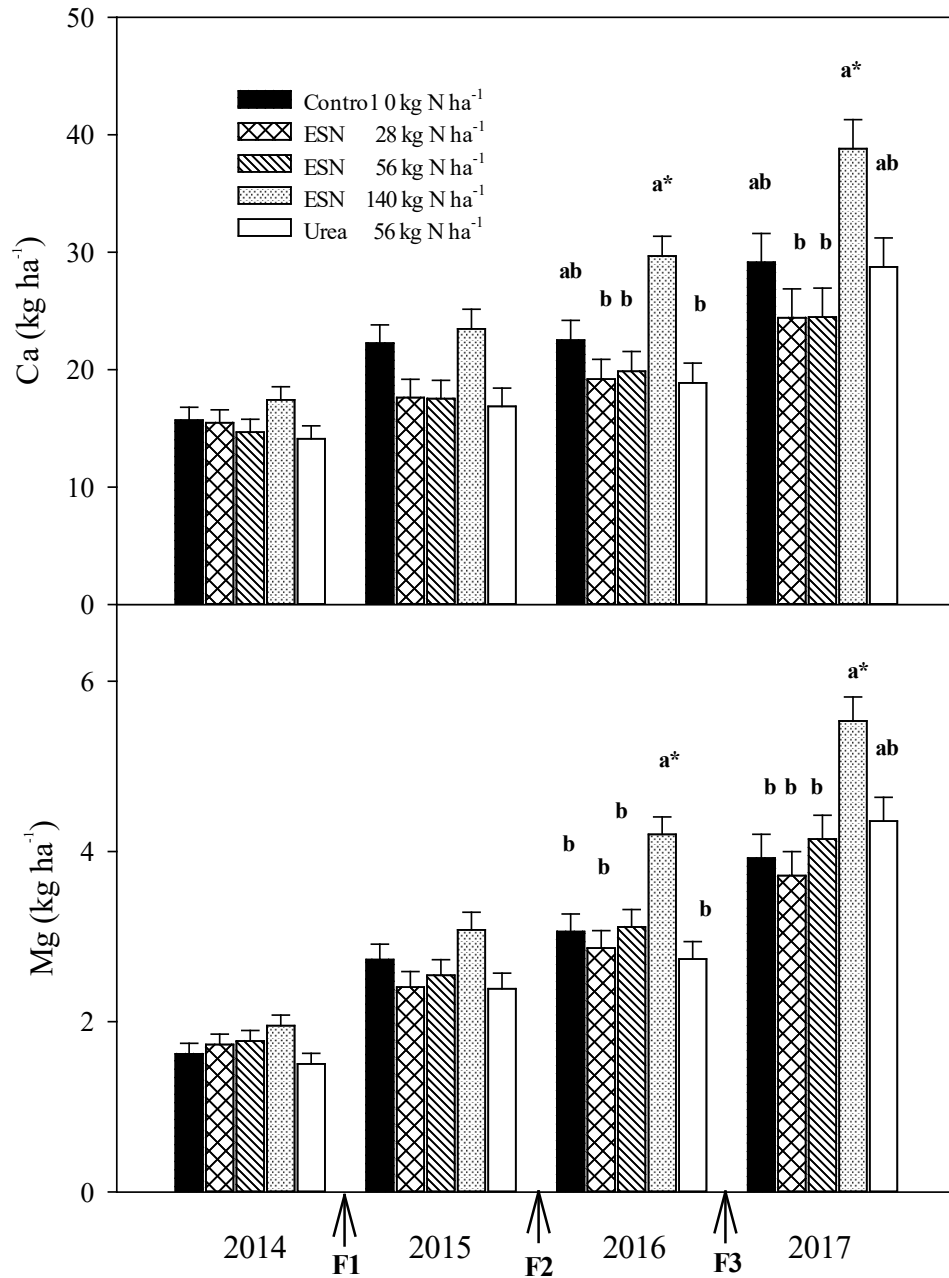 50
a*
Control 0 kg N ha-1
ESN 28 kg N ha-1
40
ESN 56 kg N ha-1
ab
ESN 140 kg N ha-1
a*
ab
Urea 56 kg N ha-1
30
ab
b b
b b
b
Ca (kg ha-1)
20
10
0
6
a*
ab
a*
b b b
b
4
b
b
b
Mg (kg ha-1)
2
0
2014 2015 2016 2017
F1 F2 F3